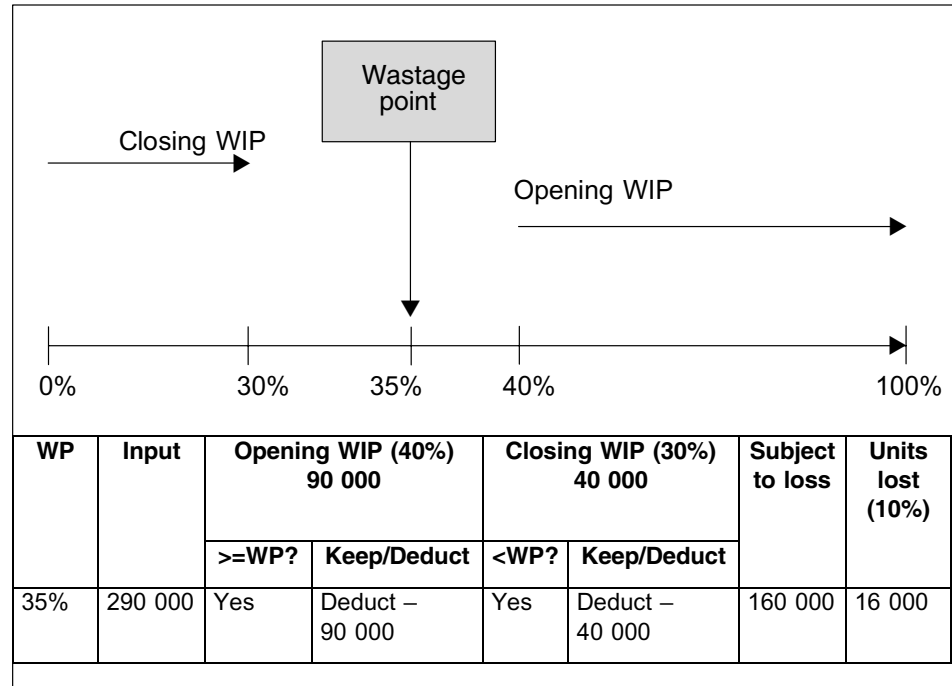 Wastage
point
Closing WIP
Opening WIP
0% 30% 35% 40% 100%
WP Input Opening WIP (40%) Closing WIP (30%) Subject Units
90 000 40 000 to loss lost
(10%)
>=WP? Keep/Deduct <WP? Keep/Deduct
35% 290 000 Yes Deduct – Yes Deduct – 160 000 16 000
90 000 40 000